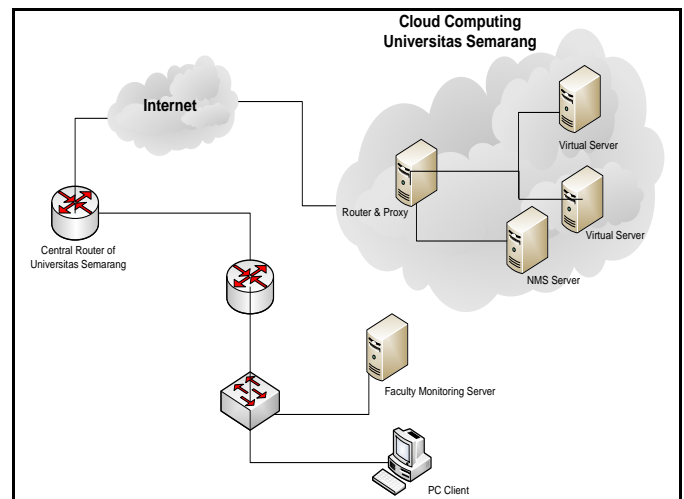 Cloud Computing
Universitas Semarang
Internet
Virtual Server
Router & Proxy
Virtual Server
Central Router of
Universitas Semarang
NMS Server
Faculty Monitoring Server
PC Client